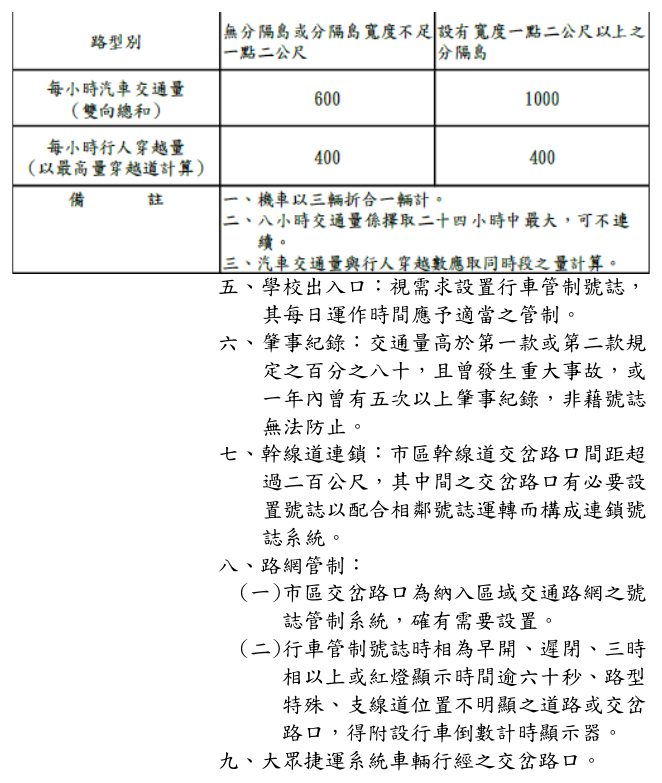 路型別
無分隔島或分隔島寬度不足
一點二公尺
設有寬度一點二公尺以上之
分隔島
每小時汽車交通量
（雙向總和）
600
1000
每小時行人穿越量
（以最高量穿越道計算）
400
400
備 註
一、機車以三輛折合一輛計。
二、八小時交通量係擇取二十四小時中最大，可不連
續。
三、汽車交通量與行人穿越數應取同時段之量計算。
五、學校出入口：視需求設置行車管制號誌，
其每日運作時間應予適當之管制。
六、肇事紀錄：交通量高於第一款或第二款規
定之百分之八十，且曾發生重大事故，或
一年內曾有五次以上肇事紀錄，非藉號誌
無法防止。
七、幹線道連鎖：市區幹線道交岔路口間距超
過二百公尺，其中間之交岔路口有必要設
置號誌以配合相鄰號誌運轉而構成連鎖號
誌系統。
八、路網管制：
(一)市區交岔路口為納入區域交通路網之號
誌管制系統，確有需要設置。
(二)行車管制號誌時相為早開、遲閉、三時
相以上或紅燈顯示時間逾六十秒、路型
特殊、支線道位置不明顯之道路或交岔
路口，得附設行車倒數計時顯示器。
九、大眾捷運系統車輛行經之交岔路口。